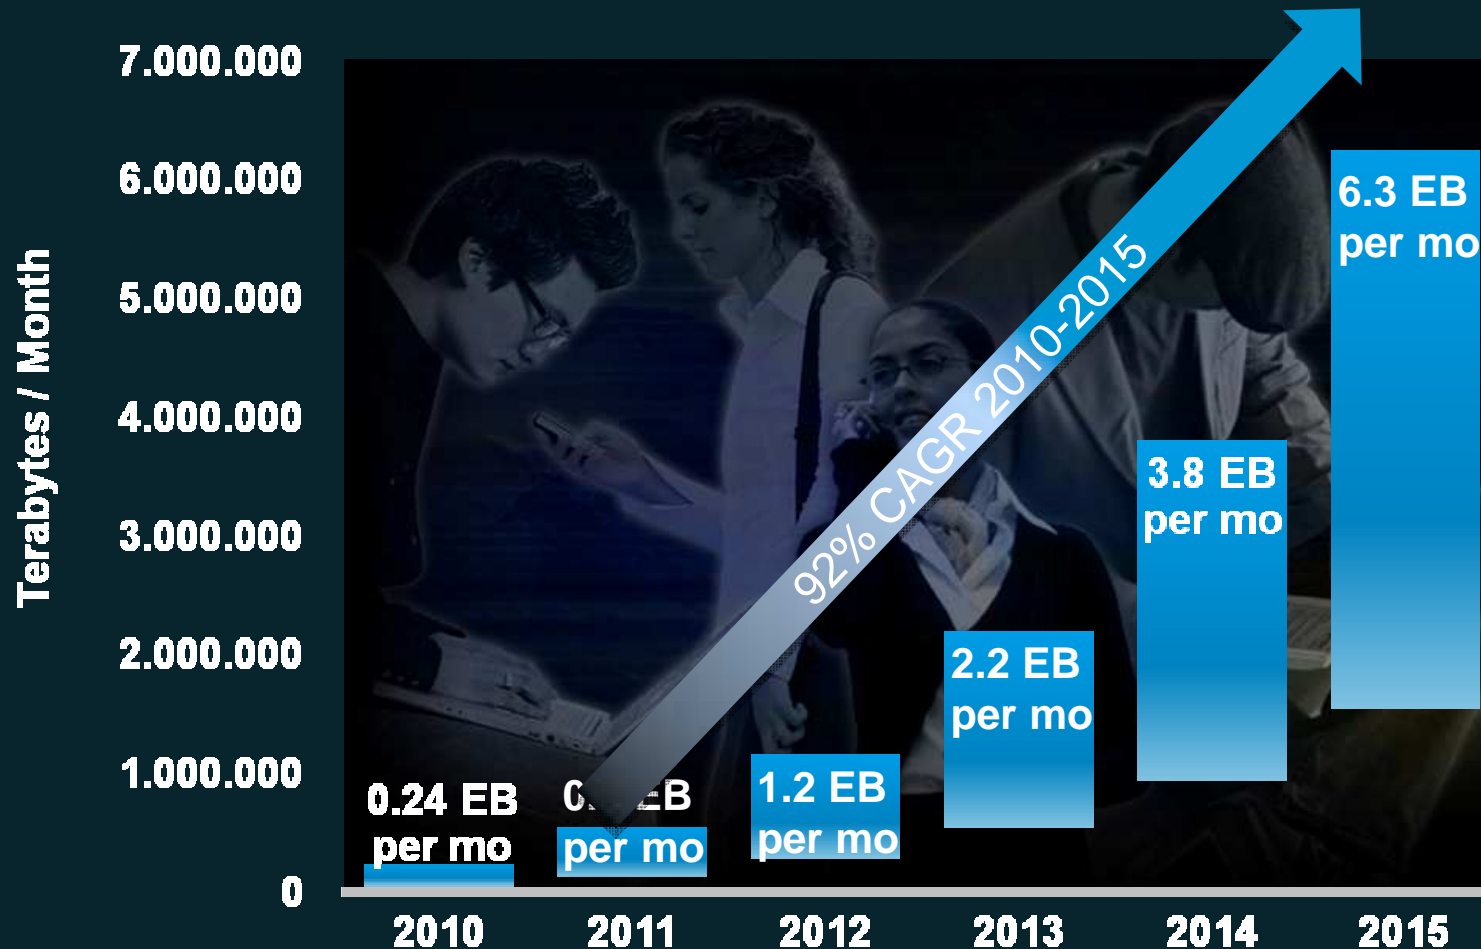 7.000.000
6.000.000
5.000.000
4.000.000
3.000.000
2.000.000
1.000.000
0
Terabytes / Month
92% CAGR 2010-2015
0.24 EB
per mo
EB
per mo
1.2 EB
per mo
2.2 EB
per mo
3.8 EB
per mo
6.3 EB
per mo
2010
2011
2012
2013
2014
2015